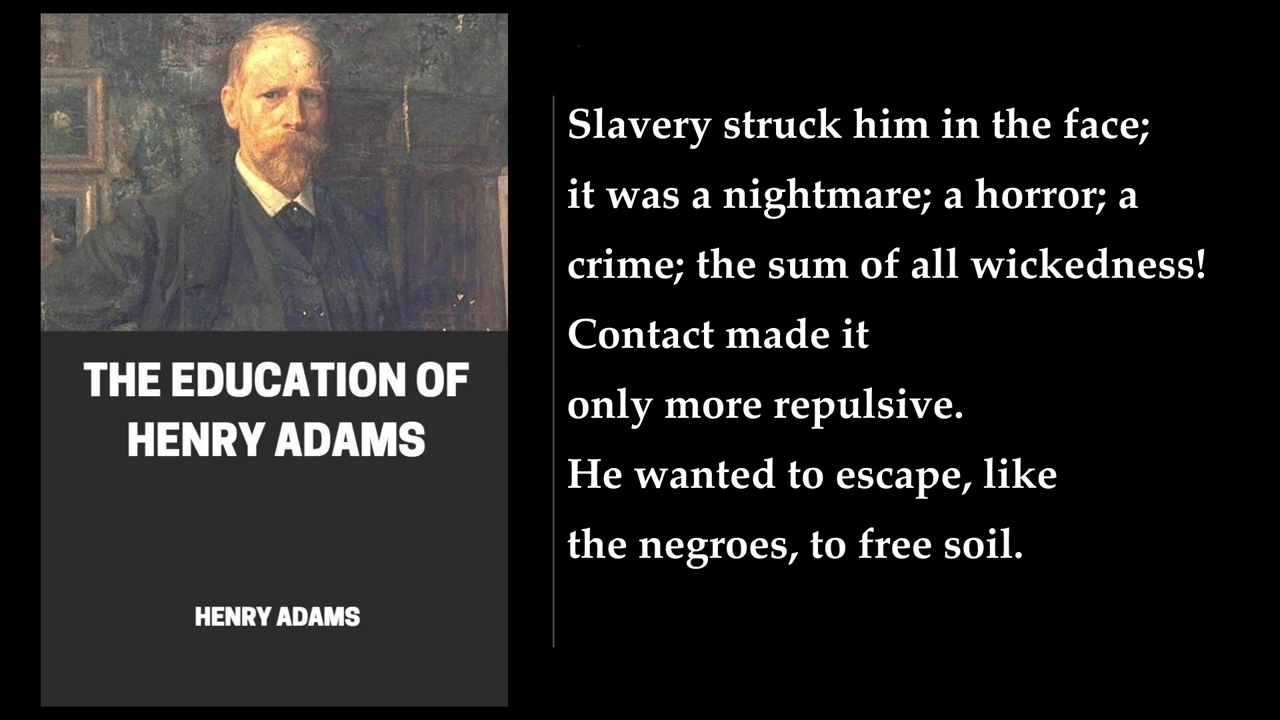 THE EDUCATION OF
HENRY ADAMS
HENRY ADAMS
Slavery struck him in the face;
it was a nightmare; a horror; a
crime; the sum of all wickedness!
Contact made it
only more repulsive.
He wanted to escape, like
the negroes, to free soil.